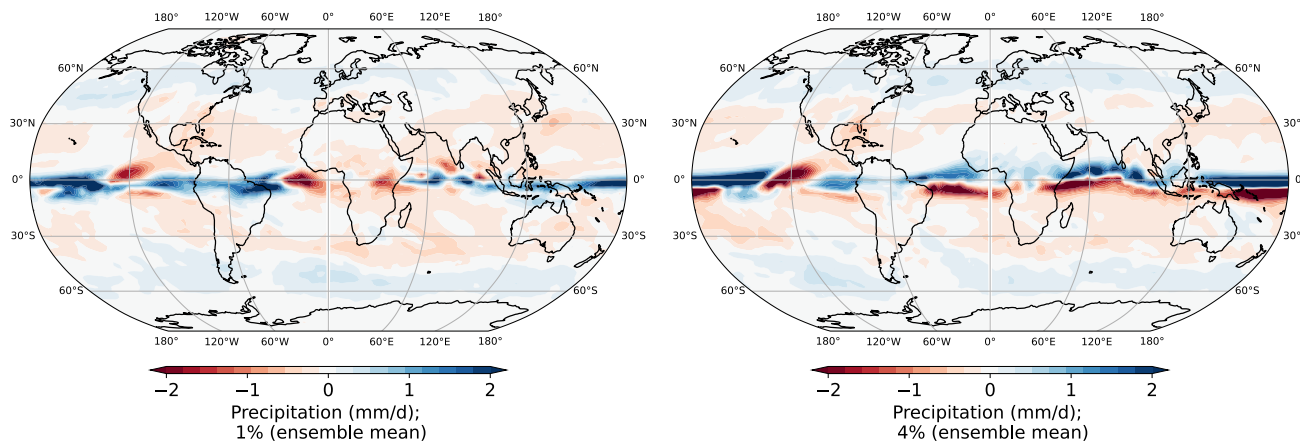 180° 120°W 60°W 0° 60°E 120°E 180°
60°N 60°N
30°N 30°N
0° 0°
30°S 30°S
60°S 60°S
180° 120°W 60°W 0° 60°E 120°E 180°
−2 −1 0 1 2
Precipitation (mm/d);
1% (ensemble mean)
180° 120°W 60°W 0° 60°E 120°E 180°
60°N 60°N
30°N 30°N
0° 0°
30°S 30°S
60°S 60°S
180° 120°W 60°W 0° 60°E 120°E 180°
−2 −1 0 1 2
Precipitation (mm/d);
4% (ensemble mean)